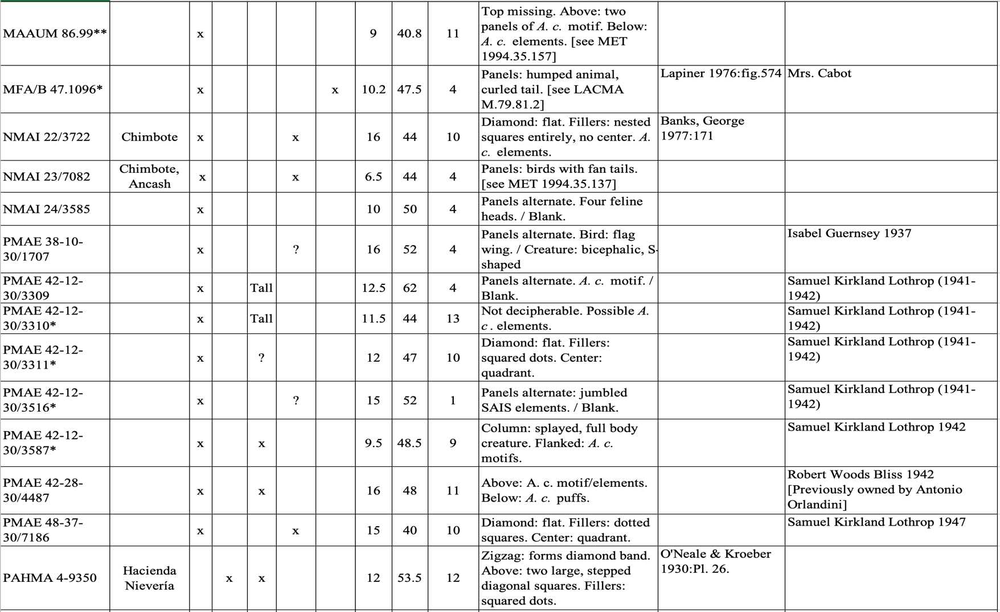 MAAUM 86.99** x 9 40.8 11 Top missing. Above: two
panels of A. c. motif. Below:
A. c. elements. [see MET
1994.35.157]
MFA/B 47.1096* x x 10.2 47.5 4 Panels: humped animal,
curled tail. [see LACMA
M.79.81.2]
Lapiner 1976:fig.574
Mrs. Cabot
NMAI 22/3722 Chimbote x x 16 44 10 Diamond: flat. Fillers: nested
squares entirely, no center. A.
c. elements.
Banks, George
1977:171
NMAI 23/7082
Chimbote,
Ancash
x x 6.5 44 4
Panels: birds with fan tails.
[see MET 1994.35.137]
NMAI 24/3585 x 10 50 4
Panels alternate. Four feline
heads. / Blank.
PMAE 38-10-
30/1707
x ? 16 52 4
Panels alternate. Bird: flag
wing. / Creature: bicephalic, S-
shaped
Isabel Guernsey 1937
PMAE 42-12-
30/3309
x Tall 12.5 62 4
Panels alternate. A. c. motif. /
Blank.
Samuel Kirkland Lothrop (1941-
1942)
PMAE 42-12-
30/3310*
x Tall 11.5 44 13
Not decipherable. Possible A.
c . elements.
Samuel Kirkland Lothrop (1941-
1942)
PMAE 42-12-
30/3311*
x ? 12 47 10
Diamond: flat. Fillers:
squared dots. Center:
quadrant.
Samuel Kirkland Lothrop (1941-
1942)
PMAE 42-12-
30/3516*
x ? 15 52 1
Panels alternate: jumbled
SAIS elements. / Blank.
Samuel Kirkland Lothrop (1941-
1942)
PMAE 42-12-
30/3587*
x x 9.5 48.5 9
Column: splayed, full body
creature. Flanked: A. c.
motifs.
Samuel Kirkland Lothrop 1942
PMAE 42-28-
30/4487
x x 16 48 11
Above: A. c. motif/elements.
Below: A. c. puffs.
Robert Woods Bliss 1942
[Previously owned by Antonio
Orlandini]
PMAE 48-37-
30/7186
x x 15 40 10
Diamond: flat. Fillers: dotted
squares. Center: quadrant.
Samuel Kirkland Lothrop 1947
PAHMA 4-9350
Hacienda
Nievería
x x 12 53.5 12
Zigzag: forms diamond band.
Above: two large, stepped
diagonal squares. Fillers:
squared dots.
O'Neale & Kroeber
1930:Pl. 26.